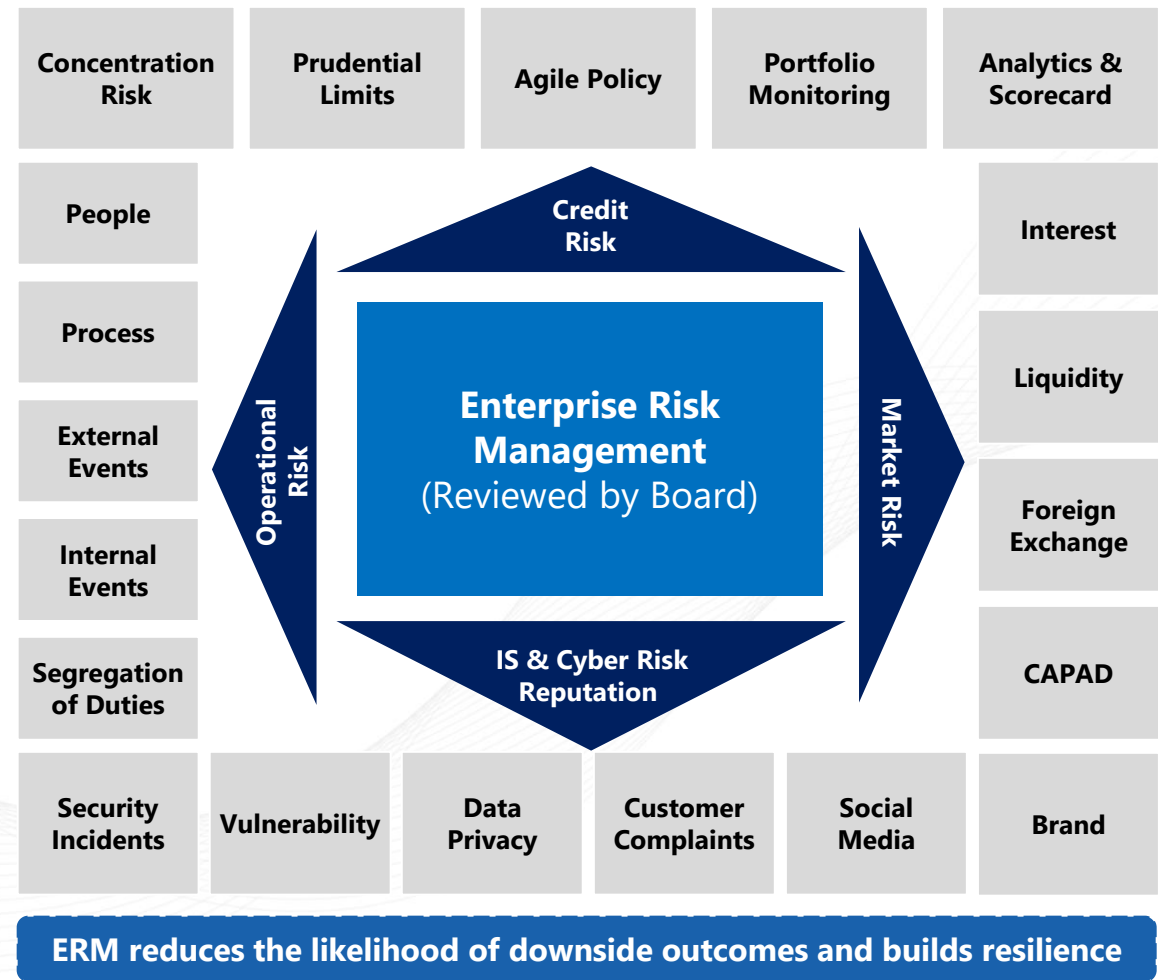 Concentration
Risk
Prudential
Limits
Agile Policy
Portfolio
Monitoring
Analytics &
Scorecard
People
Process
External
Events
Internal
Events
Segregation
of Duties
Credit
Risk
Operational
Risk
Enterprise Risk
Management
(Reviewed by Board)
Market Risk
IS & Cyber Risk
Reputation
Interest
Liquidity
Foreign
Exchange
CAPAD
Security
Incidents
Vulnerability
Data
Privacy
Customer
Complaints
Social
Media
Brand
ERM reduces the likelihood of downside outcomes and builds resilience